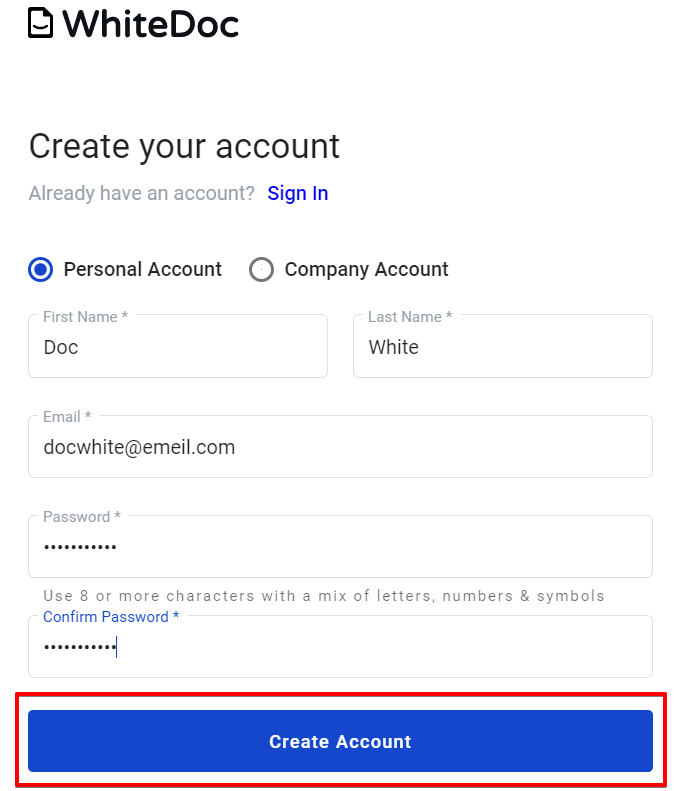 WhiteDoc
Create your account
Already have an account? Sign In
Personal Account Company Account
First Name * Last Name *
Doc White
Email *
docwhite@emeil.com
Password *
•••••••••••
Use 8 or more characters with a mix of letters, numbers & symbols
Confirm Password *
•••••••••••
Create Account